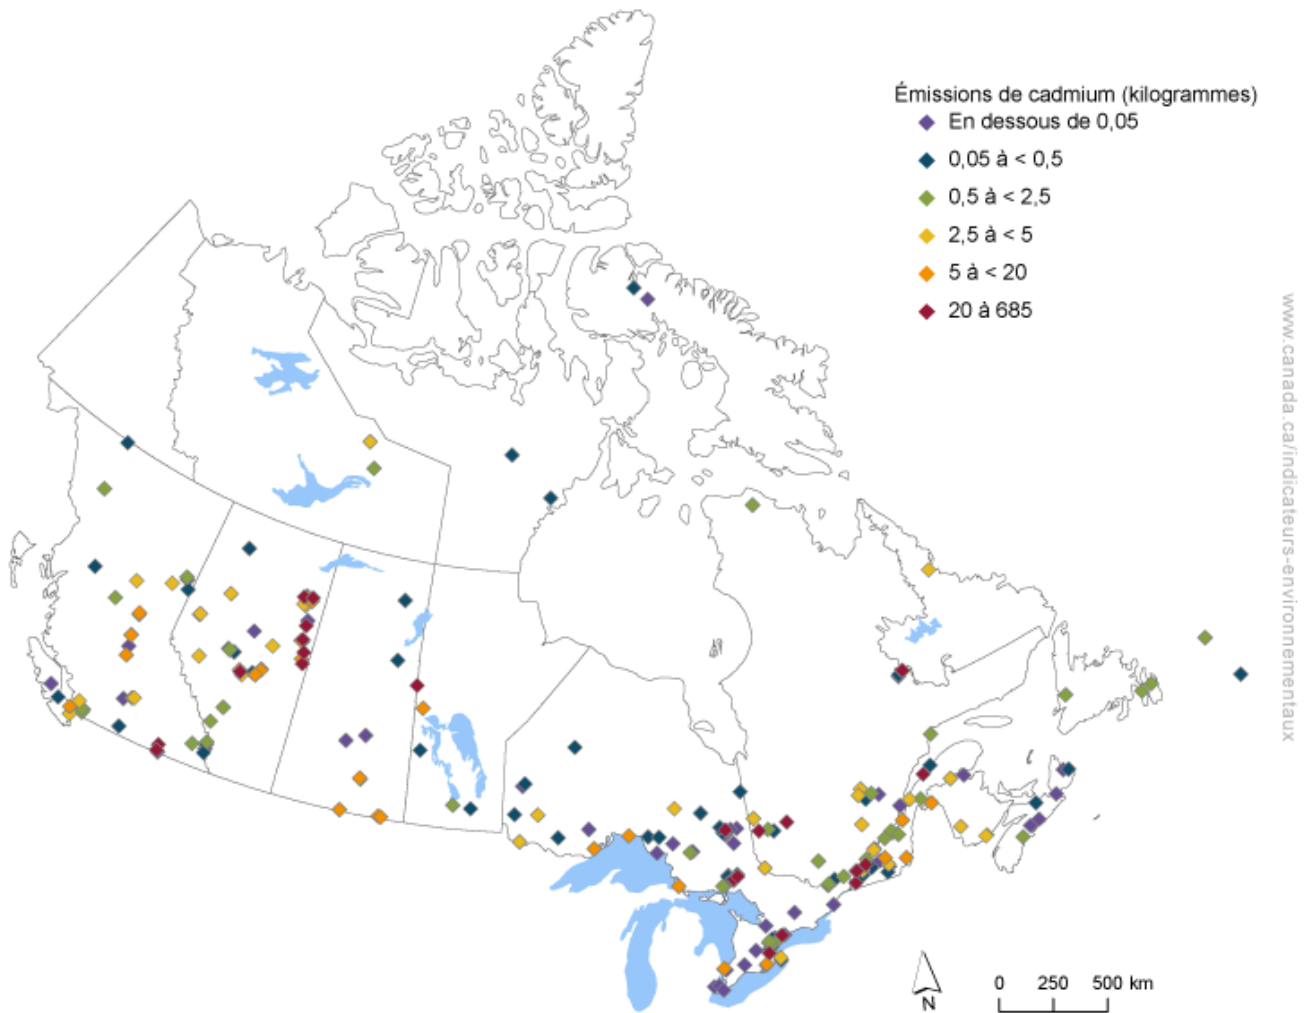 Émissions de cadmium (kilogrammes)
En dessous de 0,05
0,05 à < 0,5
0,5 à < 2,5
2,5 à < 5
5 à < 20
20 à 685
www.canada.ca/indicateurs-environnementaux
N
0 250 500 km